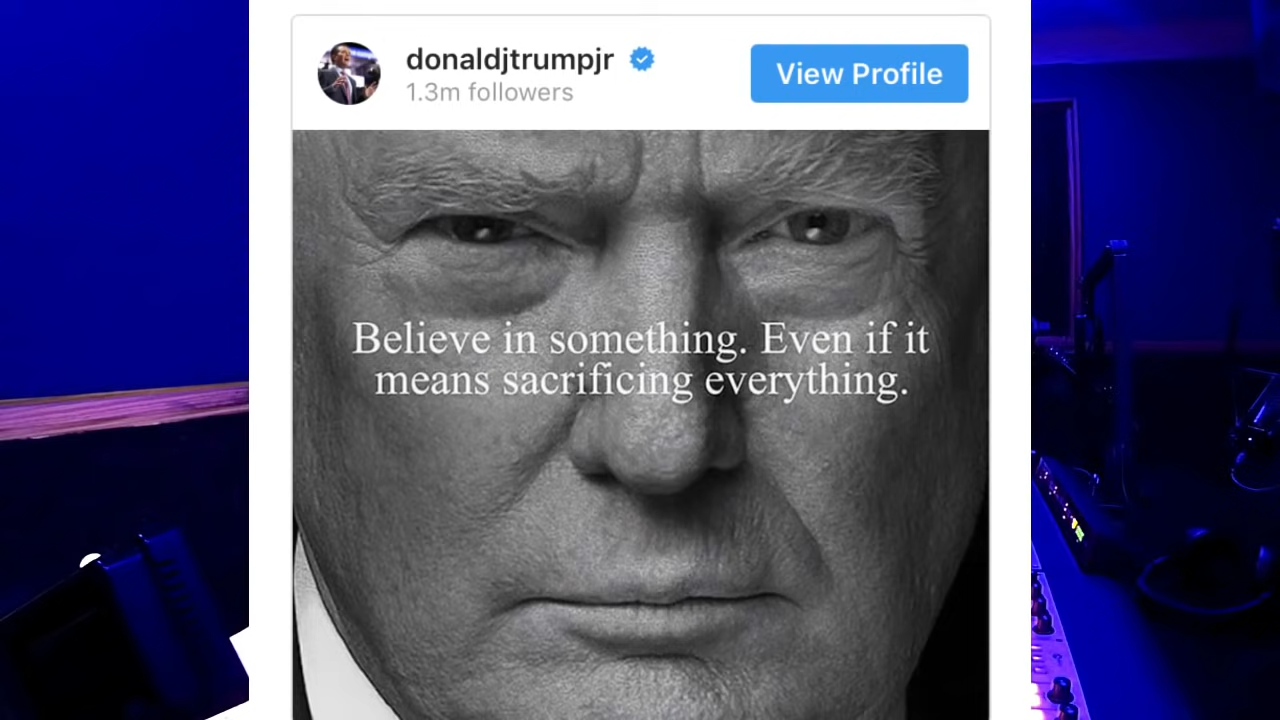 donaldjtrumpjr
1.3m followers
View Profile
Believe in something. Even if it
means sacrificing everything.